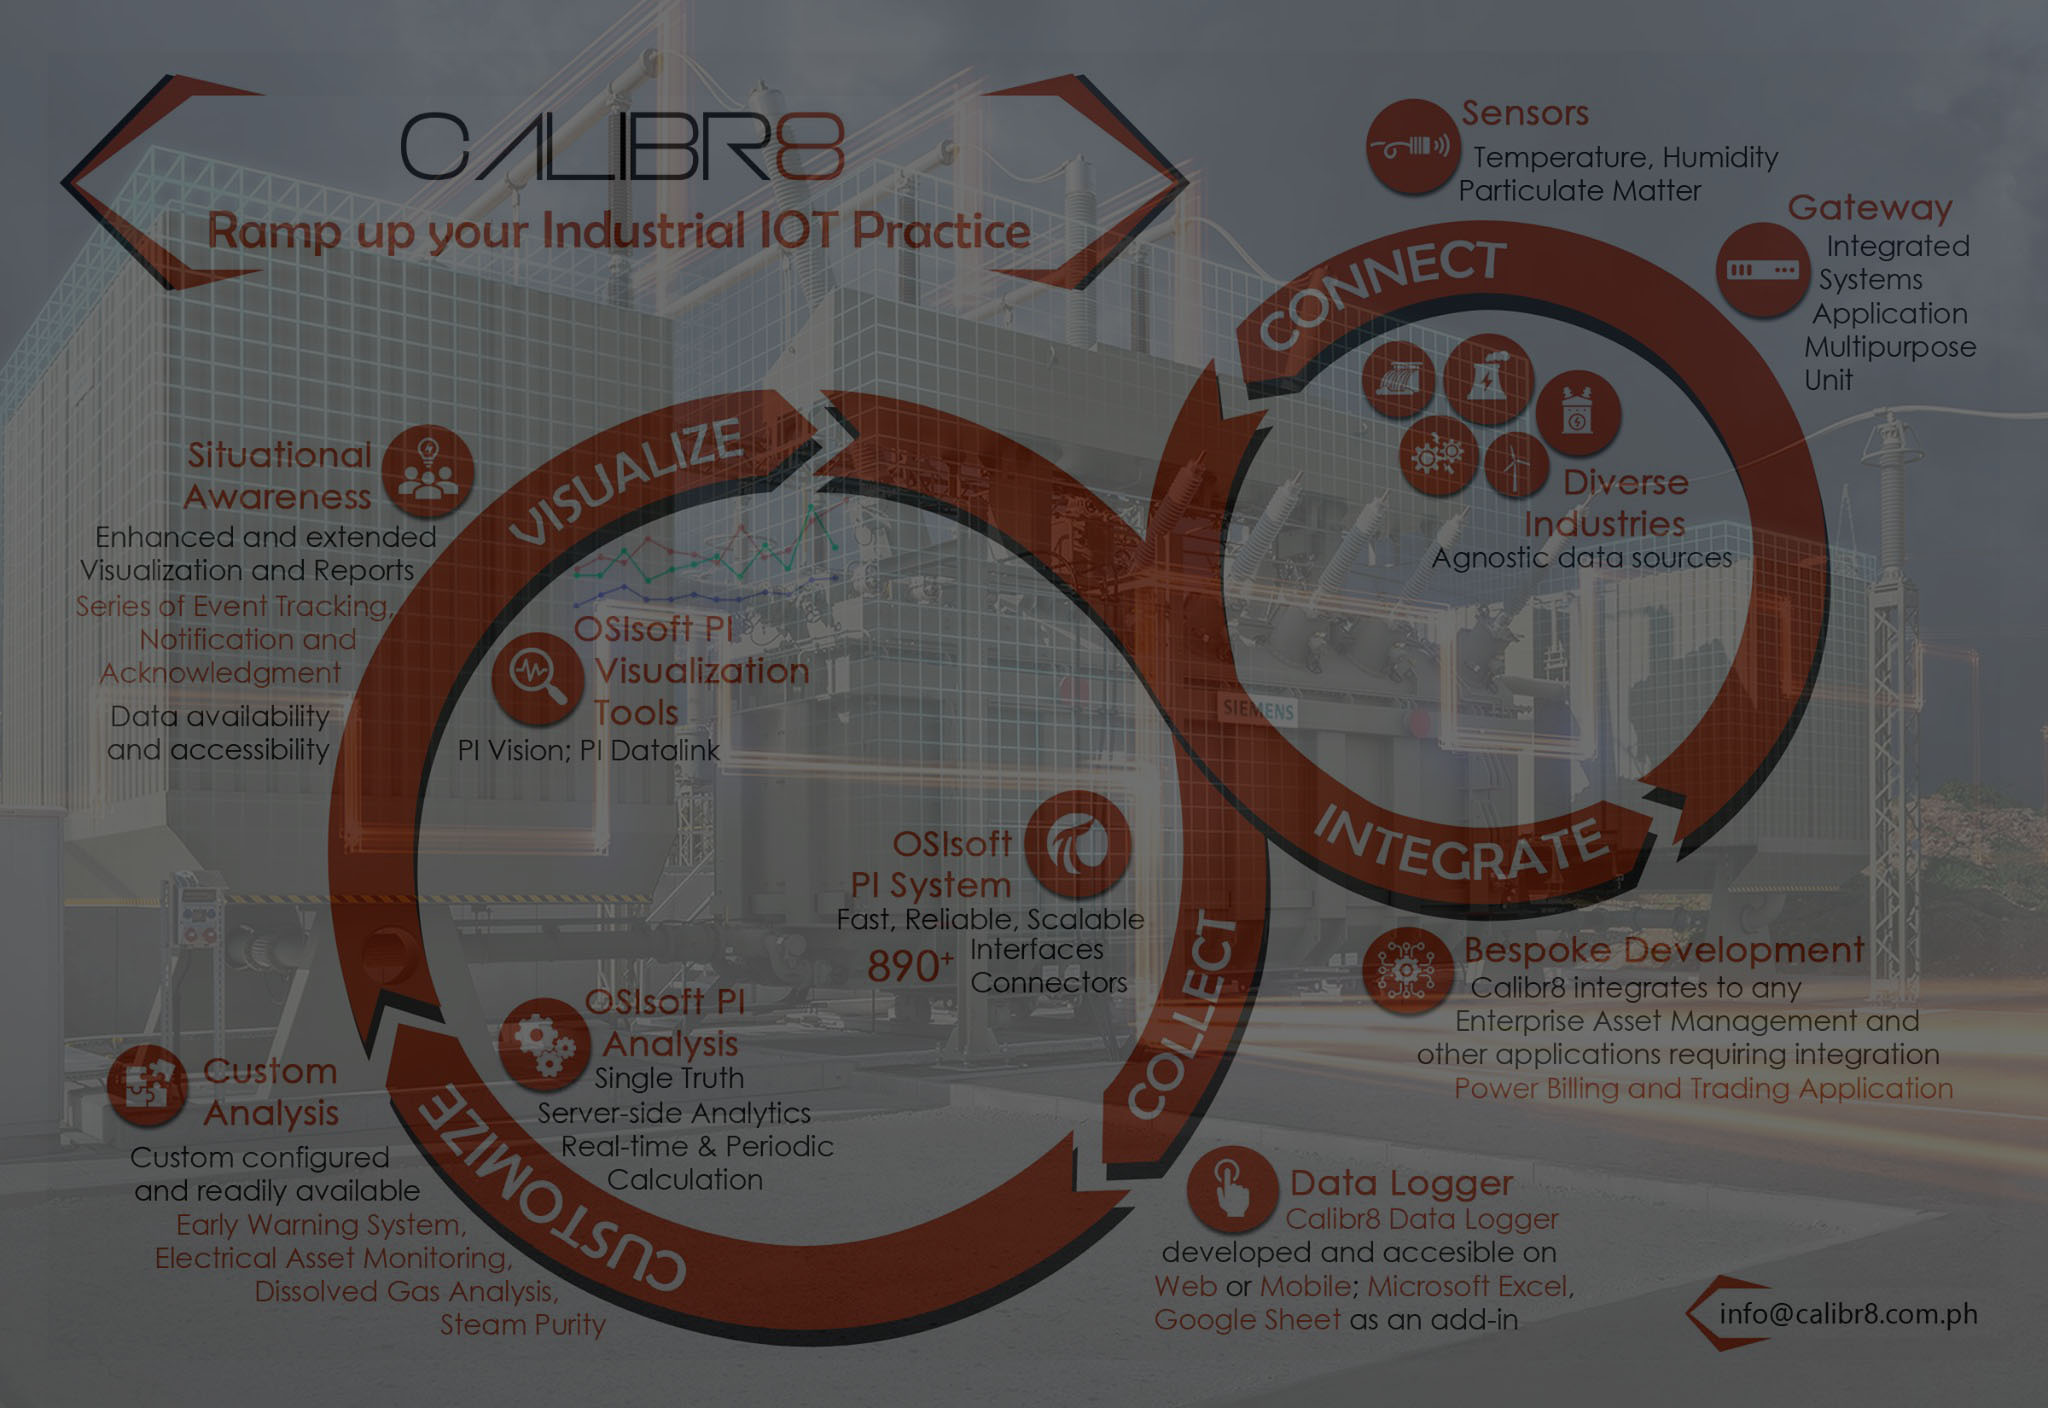 CALIBR8
Ramp up your Industrial IOT Practice
Sensors
Temperature, Humidity
Particulate Matter
Gateway
Integrated
Systems
Application
Multipurpose
Unit
CONNECT
Diverse
Industries
Agnostic data sources
VISUALIZE
Situational
Awareness
Enhanced and extended
Visualization and Reports
Series of Event Tracking,
Notification and
Acknowledgment
Data availability
and accessibility
OSIsoft PI
Visualization
Tools
PI Vision; PI Datalink
SIEMENS
INTEGRATE
OSIsoft
PI System
Fast, Reliable, Scalable
890+ Interfaces
Connectors
COLLECT
Bespoke Development
Calibr8 integrates to any
Enterprise Asset Management and
other applications requiring integration
Power Billing and Trading Application
OSIsoft PI
Analysis
Single Truth
Server-side Analytics
Real-time & Periodic
Calculation
Custom
Analysis
Custom configured
and readily available
Early Warning System,
Electrical Asset Monitoring,
Dissolved Gas Analysis,
Steam Purity
CUSTOMIZE
Data Logger
Calibr8 Data Logger
developed and accesible on
Web or Mobile; Microsoft Excel,
Google Sheet as an add-in
info@calibr8.com.ph